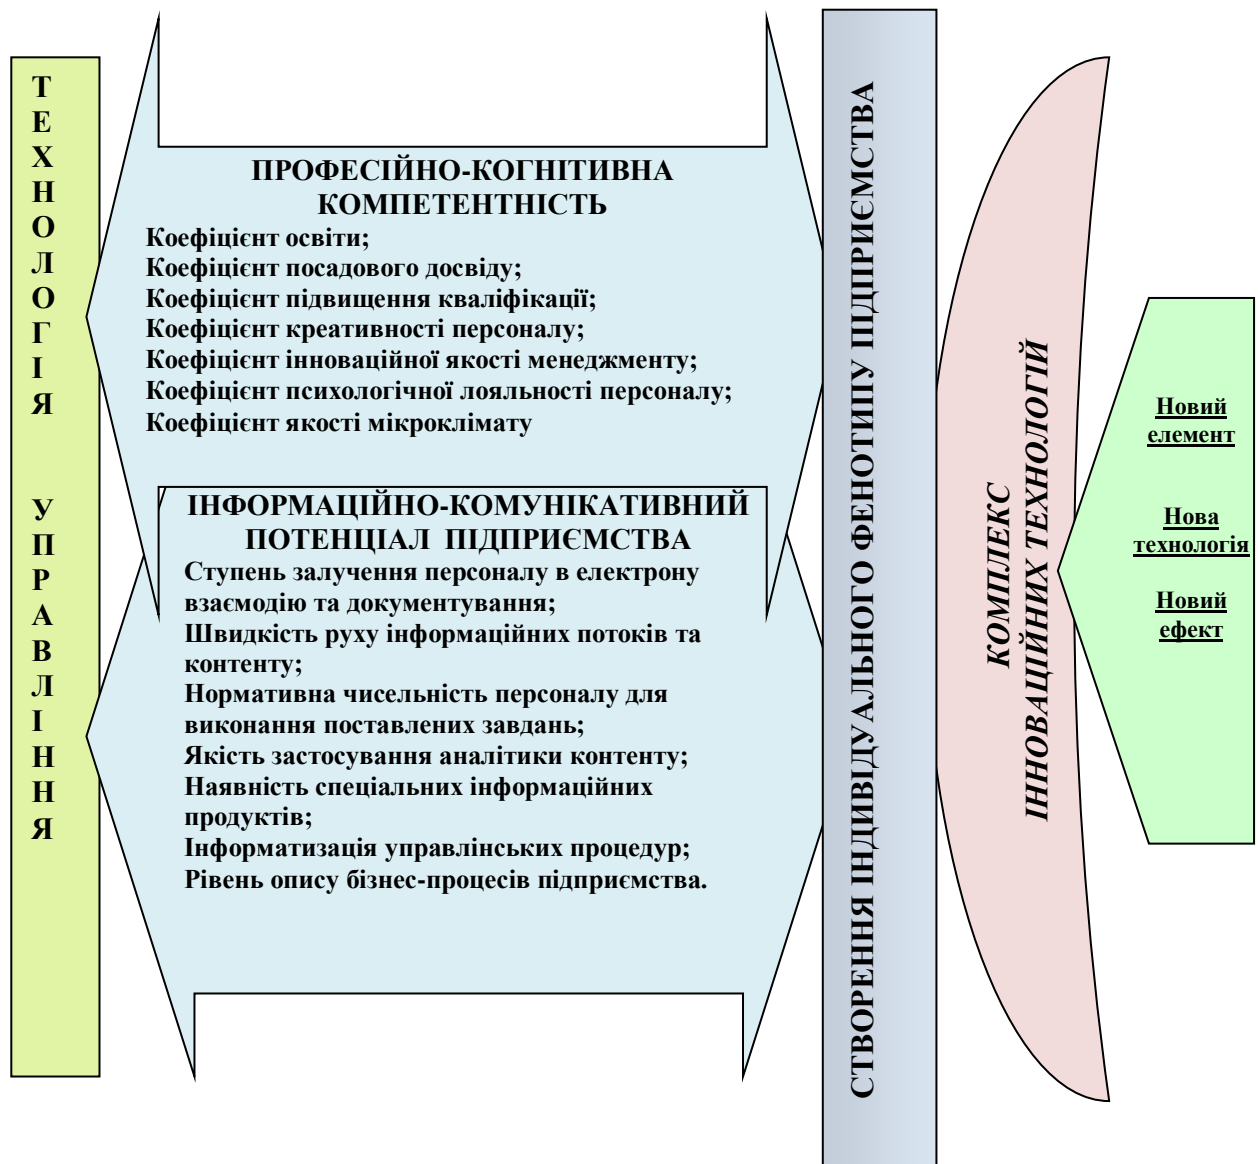 ТЕХНОЛОГІЯ
УПРАВЛІННЯ
ПРОФЕСІЙНО-КОГНІТИВНА
КОМПЕТЕНТНІСТЬ
Коефіцієнт освіти;
Коефіцієнт посадового досвіду;
Коефіцієнт підвищення кваліфікації;
Коефіцієнт креативності персоналу;
Коефіцієнт інноваційної якості менеджменту;
Коефіцієнт психологічної лояльності персоналу;
Коефіцієнт якості мікроклімату
ІНФОРМАЦІЙНО-КОМУНІКАТИВНИЙ
ПОТЕНЦІАЛ ПІДПРИЄМСТВА
Ступень залучення персоналу в електрону
взаємодію та документування;
Швидкість руху інформаційних потоків та
контенту;
Нормативна чисельність персоналу для
виконання поставлених завдань;
Якість застосування аналітики контенту;
Наявність спеціальних інформаційних
продуктів;
Інформатизація управлінських процедур;
Рівень опису бізнес-процесів підприємства.
СТВОРЕННЯ ІНДИВІДУАЛЬНОГО ФЕНОТИПУ ПІДПРИЄМСТВА
КОМПЛЕКС
ІННОВАЦІЙНИХ ТЕХНОЛОГІЙ
Новий
елемент
Нова
технологія
Новий
ефект